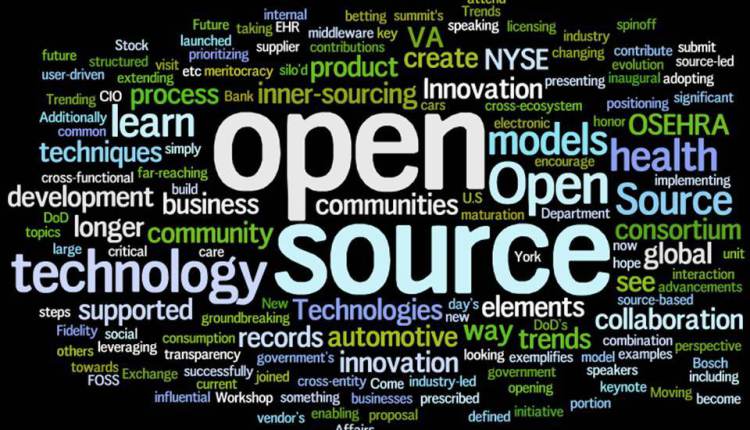 attend
internal
betting summit's Trends
Future taking EHR speaking licensing spinoff
launched middleware key VA industry
Stock prioritizing supplier contributions create NYSE changing contribute submit
future structured visit etc meritocracy silo'd product evolution source-led
user-driven extending inner-sourcing Innovation presenting inaugural adopting
Trending CIO process Bank cars cross-ecosystem positioning significant
Additionally learn open electronic honor OSEHRA
common models
techniques simply encourage health
cross-functional far-reaching Open implementing
development build business communities U.S Source
DoD longer maturation Department consortium
topics community source now global unit
large critical care York hope
technology see interaction
advancements
steps supported New Technologies day's elements source-based
groundbreaking new collaboration
Fidelity social consumption records automotive way DoD's trends combination perspective
others leveraging transparency government's innovation looking exemplifies model examples Bosch
towards successfully joined government speakers including
FOSS Exchange current cross-entity Come industry-led opening keynote Moving
influential Workshop something businesses prescribed portion become
vendor's enabling proposal defined initiative
Affairs